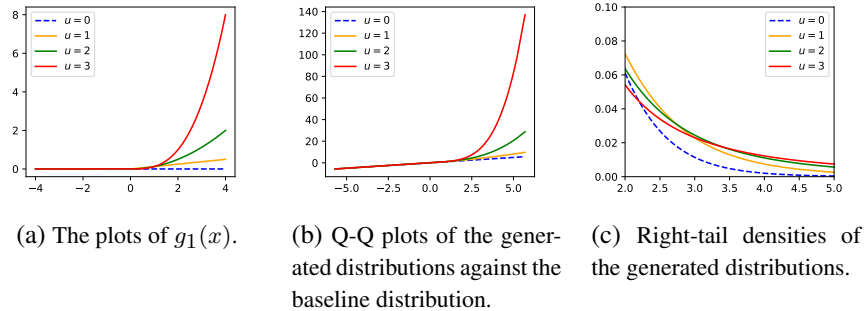 8
6
4
2
0
−4
−2
0
2
4
u = 0
u = 1
u = 2
u = 3
(a) The plots of g₁(x).
140
120
100
80
60
40
20
0
−5.0
−2.5
0.0
2.5
5.0
u = 0
u = 1
u = 2
u = 3
(b) Q-Q plots of the gener-
ated distributions against the
baseline distribution.
0.10
0.08
0.06
0.04
0.02
0.00
2.0
2.5
3.0
3.5
4.0
4.5
5.0
u = 0
u = 1
u = 2
u = 3
(c) Right-tail densities of
the generated distributions.